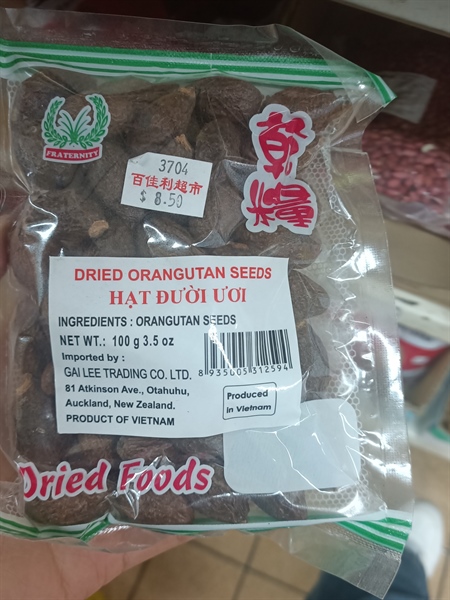 FRATERNITY
3704
百佳利超市
$ 8.50
乾糧
DRIED ORANGUTAN SEEDS
HẠT ĐƯỜI ƯƠI
INGREDIENTS : ORANGUTAN SEEDS
NET WT.: 100 g 3.5 oz
Imported by :
GAI LEE TRADING CO. LTD.
81 Atkinson Ave., Otahuhu,
Auckland, New Zealand.
PRODUCT OF VIETNAM
8 935005 312594
Produced
in Vietnam
Dried Foods